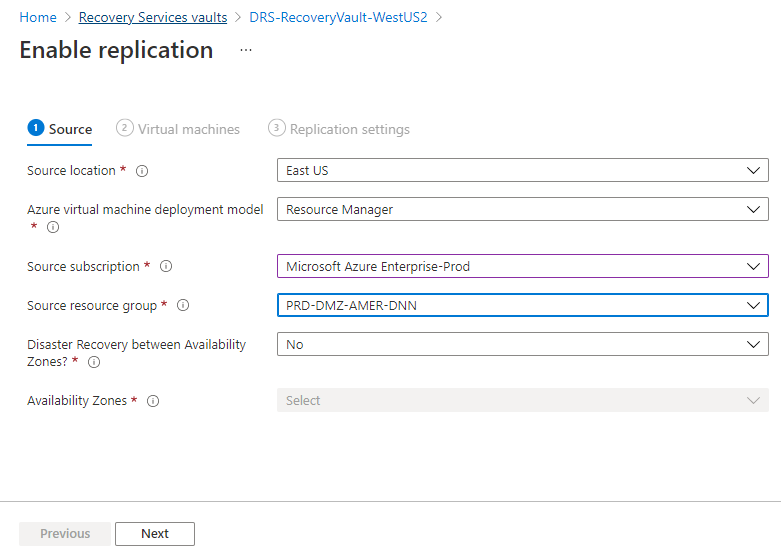 Home > Recovery Services vaults > DRS-RecoveryVault-WestUS2 >
Enable replication ...
1 Source 2 Virtual machines 3 Replication settings
Source location * East US
Azure virtual machine deployment model Resource Manager
*
Source subscription * Microsoft Azure Enterprise-Prod
Source resource group * PRD-DMZ-AMER-DNN
Disaster Recovery between Availability No
Zones? *
Availability Zones * Select
Previous Next